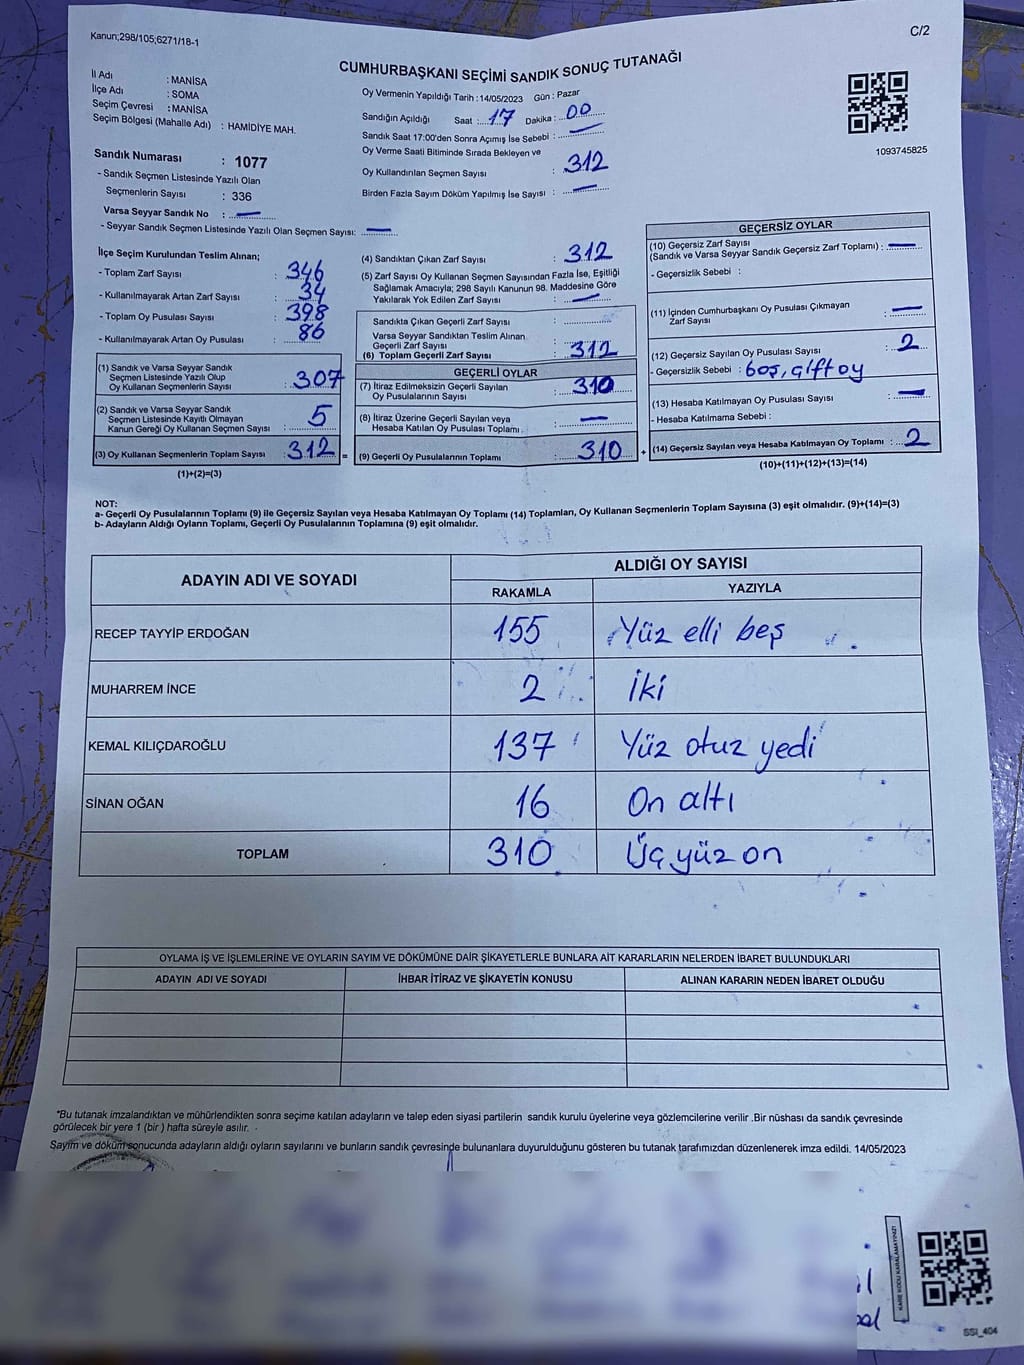 Kanun;298/105;6271/18-1
C/2
CUMHURBAŞKANI SEÇİMİ SANDIK SONUÇ TUTANAĞI
İl Adı : MANİSA
İlçe Adı : SOMA
Seçim Çevresi : MANİSA
Seçim Bölgesi (Mahalle Adı) : HAMİDİYE MAH.
Oy Vermenin Yapıldığı Tarih : 14/05/2023 Gün : Pazar
Sandığın Açıldığı Saat : 17 Dakika : 00
Sandık Saat 17:00'den Sonra Açımış İse Sebebi : —
Oy Verme Saati Bitiminde Sırada Bekleyen ve
Oy Kullandırılan Seçmen Sayısı : 312
Birden Fazla Sayım Döküm Yapılmış İse Sayısı : —
1093745825
Sandık Numarası : 1077
- Sandık Seçmen Listesinde Yazılı Olan
Seçmenlerin Sayısı : 336
Varsa Seyyar Sandık No : —
- Seyyar Sandık Seçmen Listesinde Yazılı Olan Seçmen Sayısı: —
İlçe Seçim Kurulundan Teslim Alınan;
- Toplam Zarf Sayısı : 346
- Kullanılmayarak Artan Zarf Sayısı : 34
- Toplam Oy Pusulası Sayısı : 398
- Kullanılmayarak Artan Oy Pusulası : 86
(1) Sandık ve Varsa Seyyar Sandık
Seçmen Listesinde Yazılı Olup
Oy Kullanan Seçmenlerin Sayısı : 307
(2) Sandık ve Varsa Seyyar Sandık
Seçmen Listesinde Kayıtlı Olmayan
Kanun Gereği Oy Kullanan Seçmen Sayısı : 5
(3) Oy Kullanan Seçmenlerin Toplam Sayısı : 312 =
(1)+(2)=(3)
(4) Sandıktan Çıkan Zarf Sayısı : 312
(5) Zarf Sayısı Oy Kullanan Seçmen Sayısından Fazla İse, Eşitliği
Sağlamak Amacıyla; 298 Sayılı Kanunun 98. Maddesine Göre
Yakılarak Yok Edilen Zarf Sayısı : —
Sandıkta Çıkan Geçerli Zarf Sayısı :
Varsa Seyyar Sandıktan Teslim Alınan
Geçerli Zarf Sayısı :
(6) Toplam Geçerli Zarf Sayısı : 312
GEÇERLİ OYLAR
(7) İtiraz Edilmeksizin Geçerli Sayılan
Oy Pusulalarının Sayısı : 310
(8) İtiraz Üzerine Geçerli Sayılan veya
Hesaba Katılan Oy Pusulası Toplamı : —
(9) Geçerli Oy Pusulalarının Toplamı : 310 +
GEÇERSİZ OYLAR
(10) Geçersiz Zarf Sayısı
(Sandık ve Varsa Seyyar Sandık Geçersiz Zarf Toplamı) : —
- Geçersizlik Sebebi :
(11) İçinden Cumhurbaşkanı Oy Pusulası Çıkmayan
Zarf Sayısı : —
(12) Geçersiz Sayılan Oy Pusulası Sayısı : 2
- Geçersizlik Sebebi : boş, çift oy
(13) Hesaba Katılmayan Oy Pusulası Sayısı : —
- Hesaba Katılmama Sebebi :
(14) Geçersiz Sayılan veya Hesaba Katılmayan Oy Toplamı : 2
(10)+(11)+(12)+(13)=(14)
NOT:
a- Geçerli Oy Pusulalarının Toplamı (9) ile Geçersiz Sayılan veya Hesaba Katılmayan Oy Toplamı (14) Toplamları, Oy Kullanan Seçmenlerin Toplam Sayısına (3) eşit olmalıdır. (9)+(14)=(3)
b- Adayların Aldığı Oyların Toplamı, Geçerli Oy Pusulalarının Toplamına (9) eşit olmalıdır.
ADAYIN ADI VE SOYADI
ALDIĞI OY SAYISI
RAKAMLA YAZIYLA
RECEP TAYYİP ERDOĞAN 155 Yüz elli beş
MUHARREM İNCE 2 İki
KEMAL KILIÇDAROĞLU 137 Yüz otuz yedi
SİNAN OĞAN 16 On altı
TOPLAM 310 Üç yüz on
OYLAMA İŞ VE İŞLEMLERİNE VE OYLARIN SAYIM VE DÖKÜMÜNE DAİR ŞİKAYETLERLE BUNLARA AİT KARARLARIN NELERDEN İBARET BULUNDUKLARI
ADAYIN ADI VE SOYADI İHBAR İTİRAZ VE ŞİKAYETİN KONUSU ALINAN KARARIN NEDEN İBARET OLDUĞU
*Bu tutanak imzalandıktan ve mühürlendikten sonra seçime katılan adayların ve talep eden siyasi partilerin sandık kurulu üyelerine veya gözlemcilerine verilir .Bir nüshası da sandık çevresinde
görülecek bir yere 1 (bir ) hafta süreyle asılır.
Sayım ve döküm sonucunda adayların aldığı oyların sayılarını ve bunların sandık çevresinde bulunanlara duyurulduğunu gösteren bu tutanak tarafımızdan düzenlenerek imza edildi. 14/05/2023
KARE KODU KARALAMAYINIZ!
SSI_404